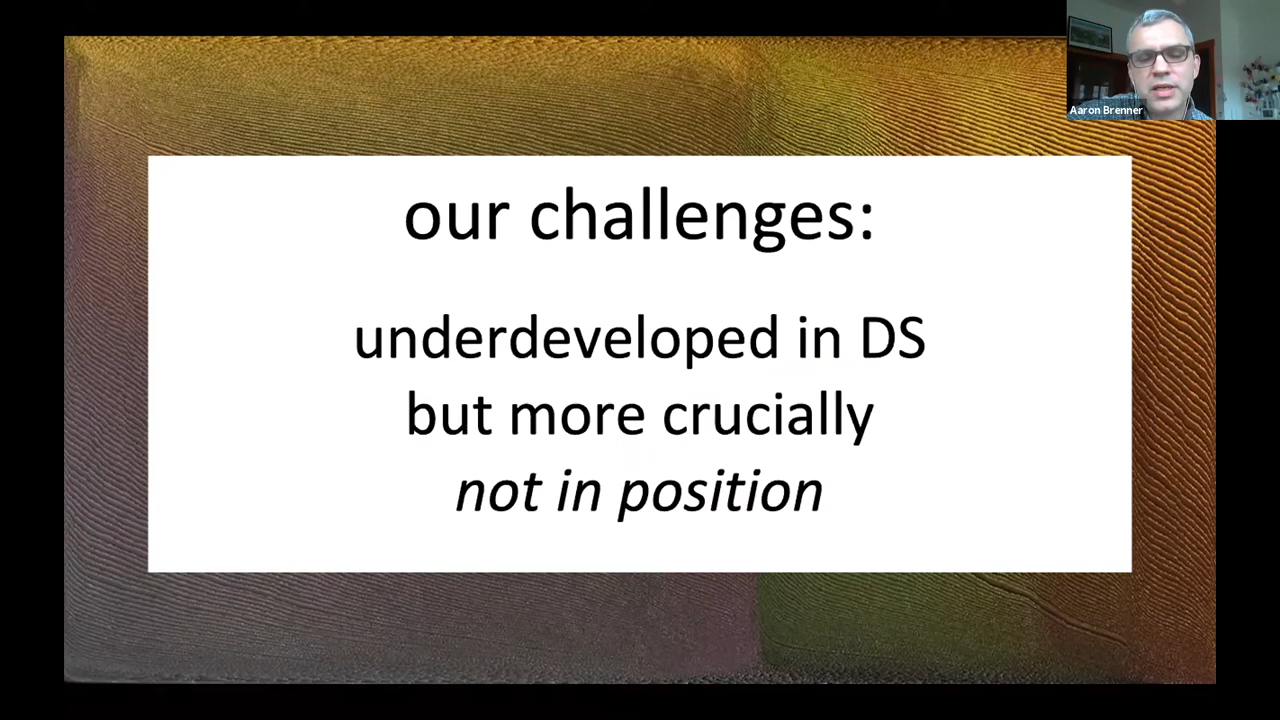 Aaron Brenner
our challenges:
underdeveloped in DS
but more crucially
not in position